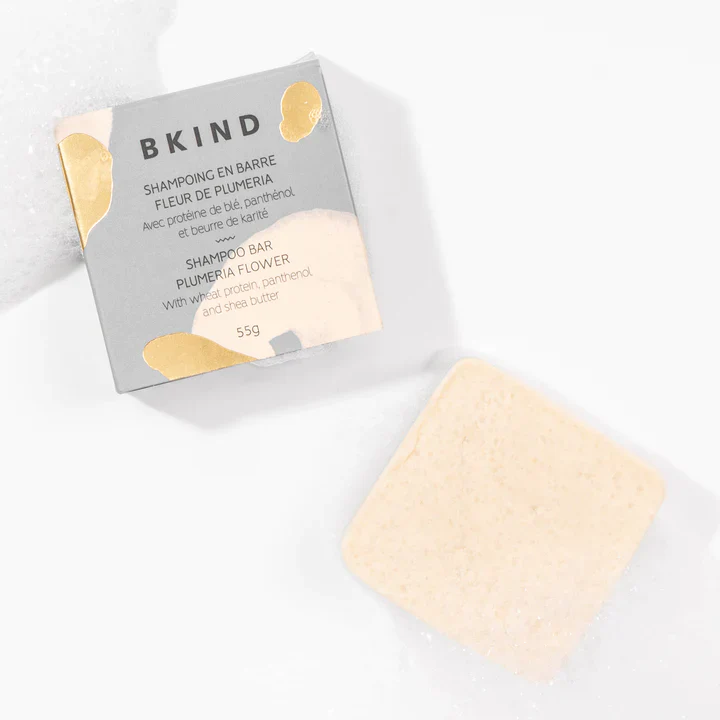 BKIND
SHAMPOING EN BARRE
FLEUR DE PLUMERIA
Avec protéine de blé, panthénol
et beurre de karité
SHAMPOO BAR
PLUMERIA FLOWER
With wheat protein, panthenol
and shea butter
55g